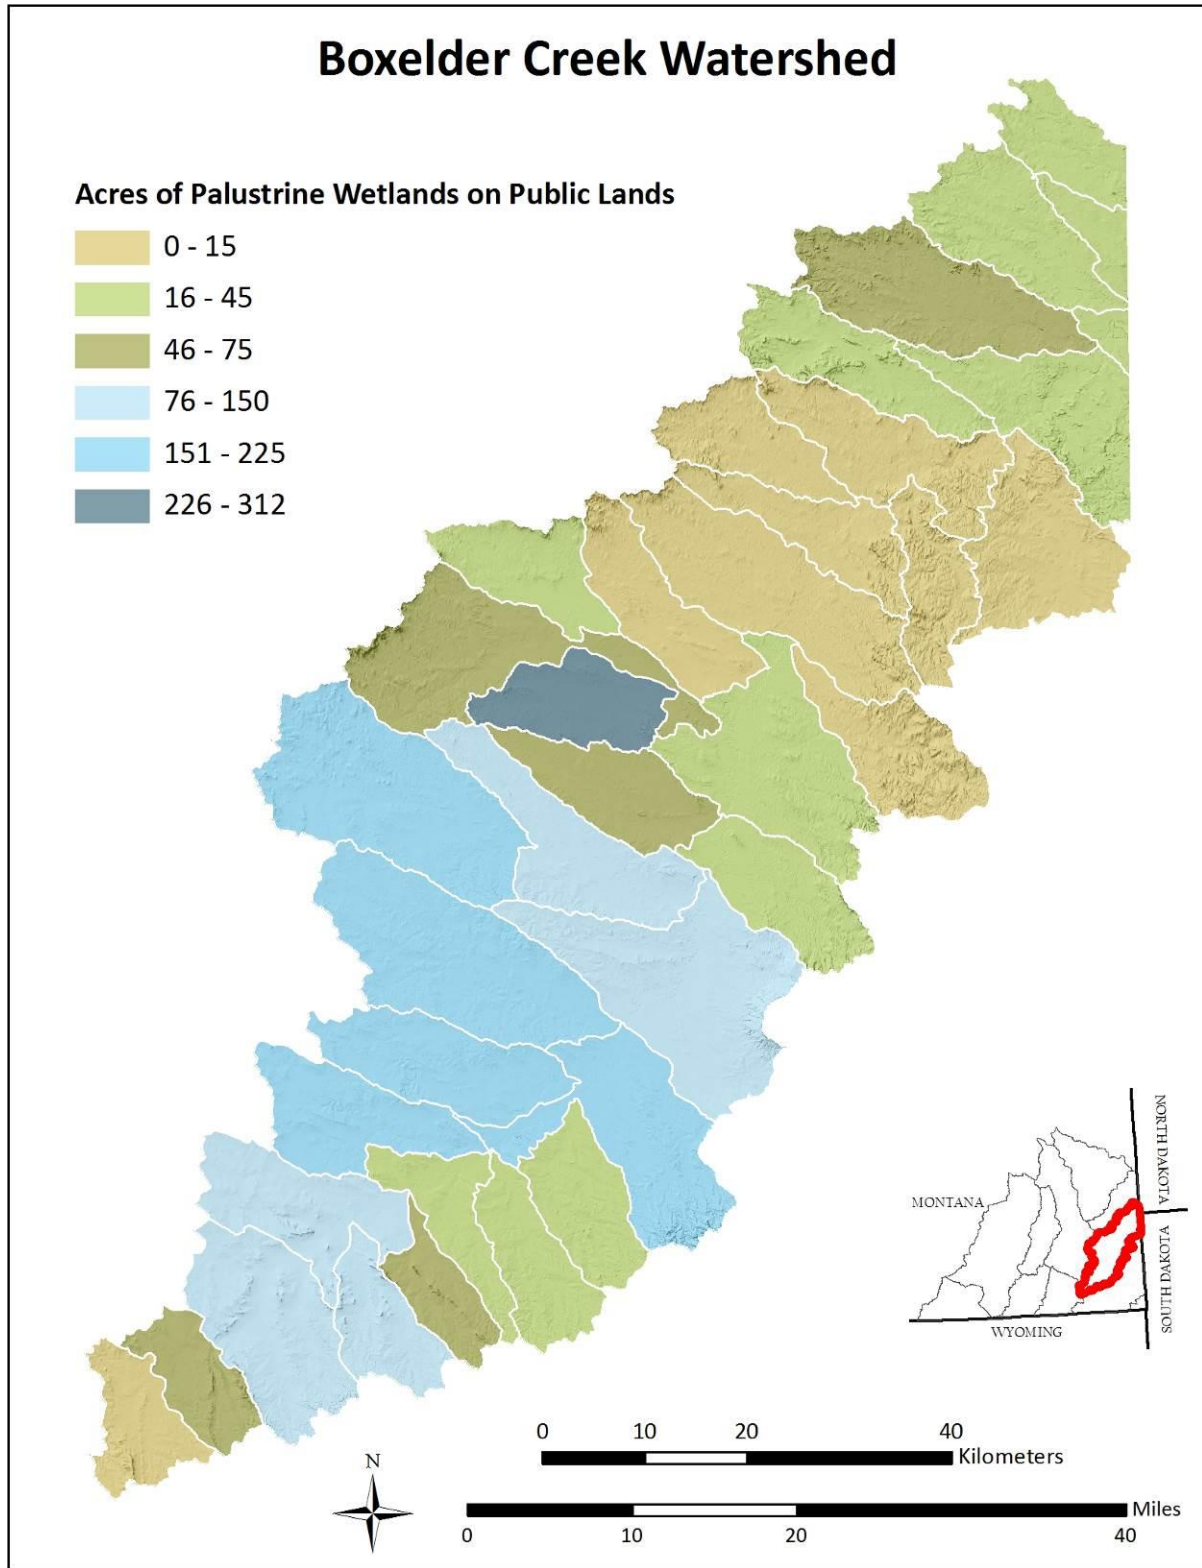 Boxelder Creek Watershed
Acres of Palustrine Wetlands on Public Lands
0 - 15
16 - 45
46 - 75
76 - 150
151 - 225
226 - 312
NORTH DAKOTA
MONTANA
SOUTH DAKOTA
WYOMING
0 10 20 40
Kilometers
N
Miles
0 10 20 40